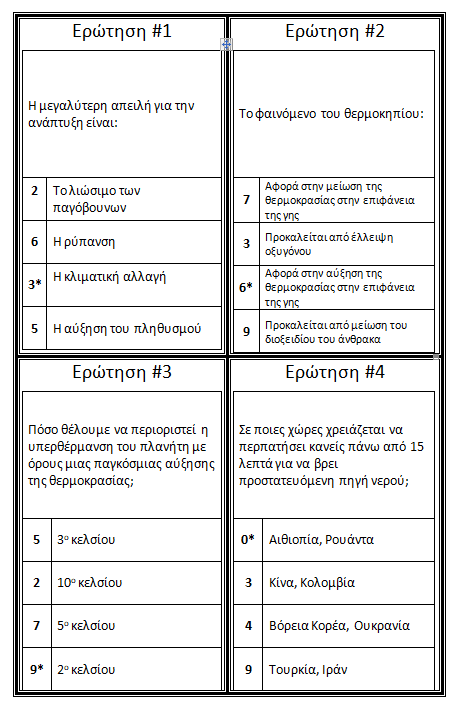 Ερώτηση #1
Η μεγαλύτερη απειλή για την
ανάπτυξη είναι:
2 Το λιώσιμο των
παγόβουνων
6 Η ρύπανση
3* Η κλιματική αλλαγή
5 Η αύξηση του πληθυσμού
Ερώτηση #2
Το φαινόμενο του θερμοκηπίου:
7 Αφορά στην μείωση της
θερμοκρασίας στην επιφάνεια
της γης
3 Προκαλείται από έλλειψη
οξυγόνου
6* Αφορά στην αύξηση της
θερμοκρασίας στην επιφάνεια
της γης
9 Προκαλείται από μείωση του
διοξειδίου του άνθρακα
Ερώτηση #3
Πόσο θέλουμε να περιοριστεί η
υπερθέρμανση του πλανήτη με
όρους μιας παγκόσμιας αύξησης
της θερμοκρασίας;
5 3ο κελσίου
2 10ο κελσίου
7 5ο κελσίου
9* 2ο κελσίου
Ερώτηση #4
Σε ποιες χώρες χρειάζεται να
περπατήσει κανείς πάνω από 15
λεπτά για να βρει
προστατευόμενη πηγή νερού;
0* Αιθιοπία, Ρουάντα
3 Κίνα, Κολομβία
4 Βόρεια Κορέα, Ουκρανία
9 Τουρκία, Ιράν